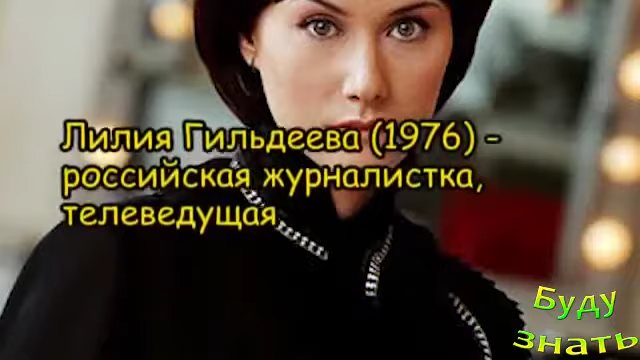 Лилия Гильдеева (1976) -
российская журналистка,
телеведущая
Буду
знать